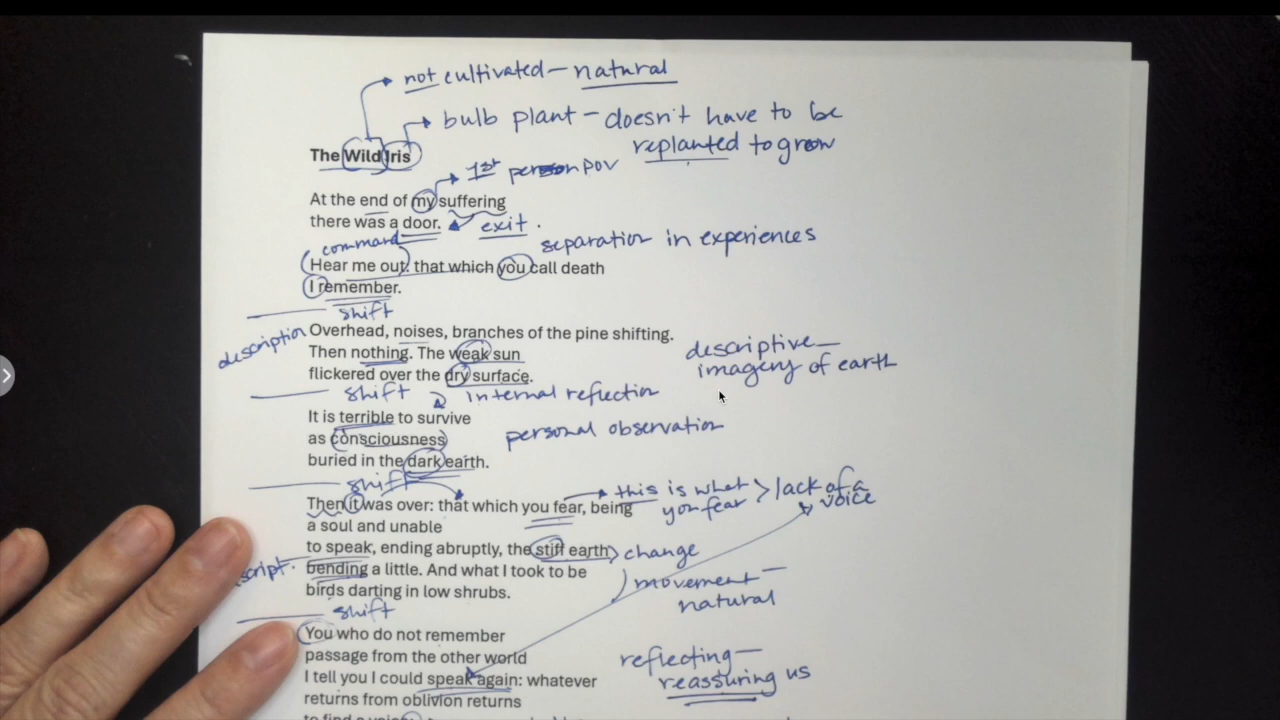 not cultivated - natural
bulb plant - doesn't have to be
replanted to grow
The Wild Iris
1st person pov
At the end of my suffering
there was a door.
exit.
command
separation in experiences
Hear me out: that which you call death
I remember.
shift
description
Overhead, noises, branches of the pine shifting.
Then nothing. The weak sun
flickered over the dry surface.
descriptive -
imagery of earth
shift
internal reflection
It is terrible to survive
as consciousness
buried in the dark earth.
personal observation
shift
Then it was over: that which you fear, being
a soul and unable
to speak, ending abruptly, the stiff earth
bending a little. And what I took to be
birds darting in low shrubs.
this is what
you fear > lack of a
voice
change
script.
movement -
natural
shift
You who do not remember
passage from the other world
I tell you I could speak again: whatever
returns from oblivion returns
reflecting -
reassuring us